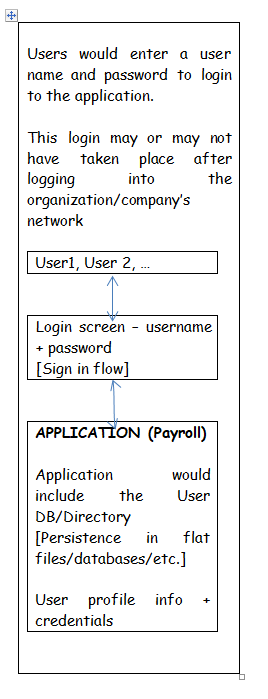 Users would enter a user
name and password to login
to the application.
This login may or may not
have taken place after
logging into the
organization/company's
network
User1, User 2, …
Login screen – username
+ password
[Sign in flow]
APPLICATION (Payroll)
Application would
include the User
DB/Directory
[Persistence in flat
files/databases/etc.]
User profile info +
credentials